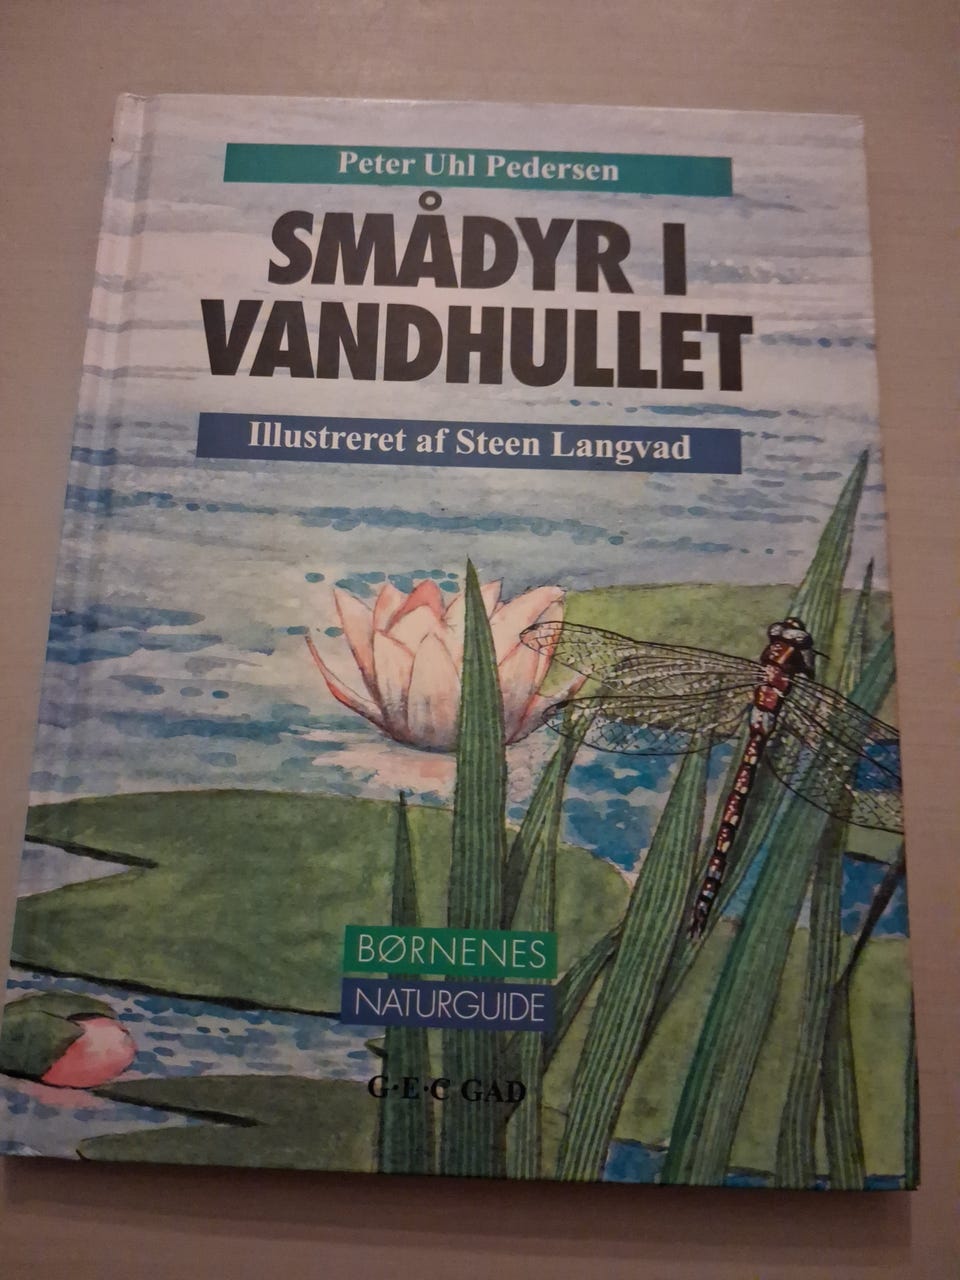 Peter Uhl Pedersen
SMÅDYR I
VANDHULLET
Illustreret af Steen Langvad
BØRNENES
NATURGUIDE
G·E·C GAD